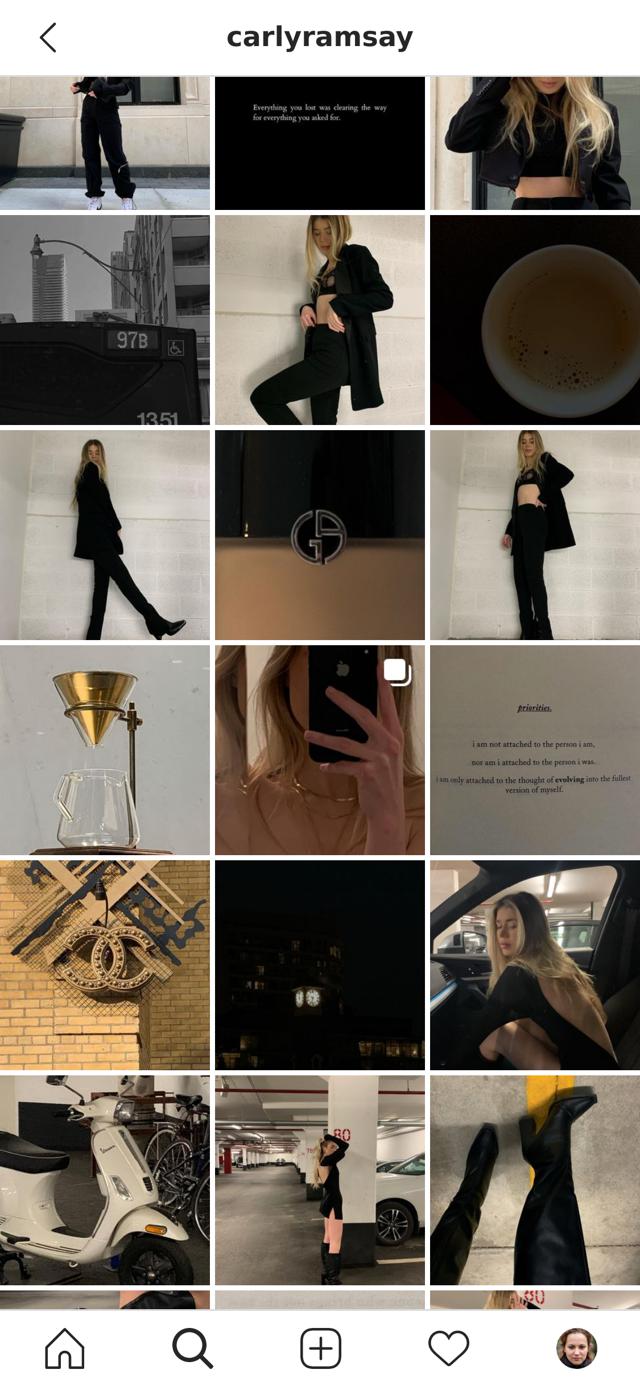 carlyramsay
Everything you lost was clearing the way
for everything you asked for.
97B
1351
priorities.
i am not attached to the person i am,
nor am i attached to the person i was.
i am only attached to the thought of evolving into the fullest
version of myself.
80
80